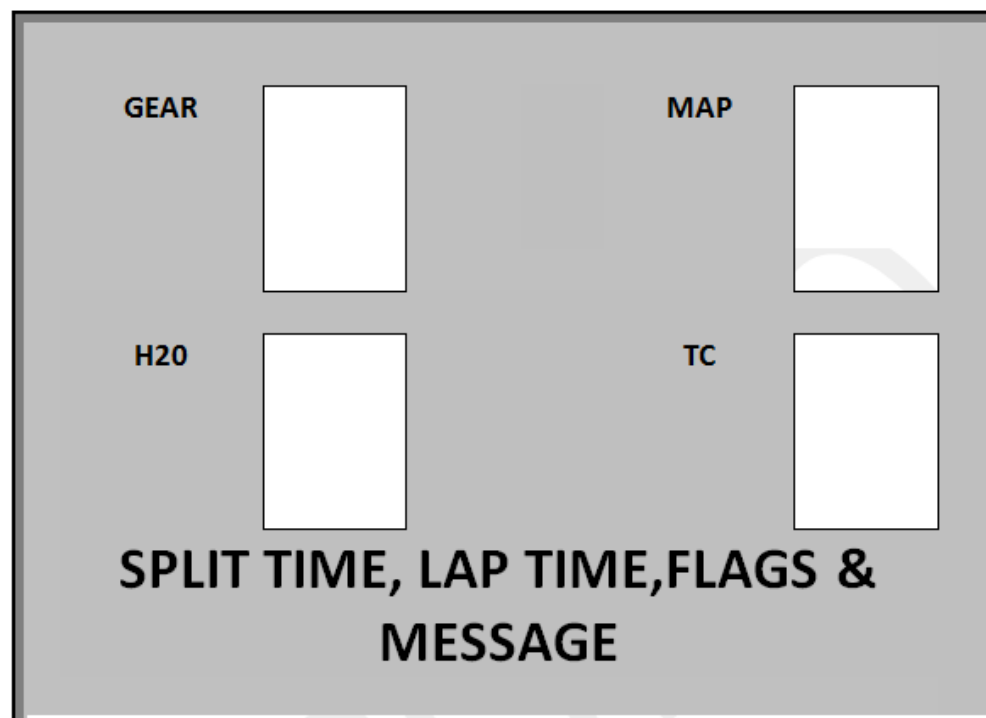 GEAR MAP
H20 TC
SPLIT TIME, LAP TIME,FLAGS &
MESSAGE